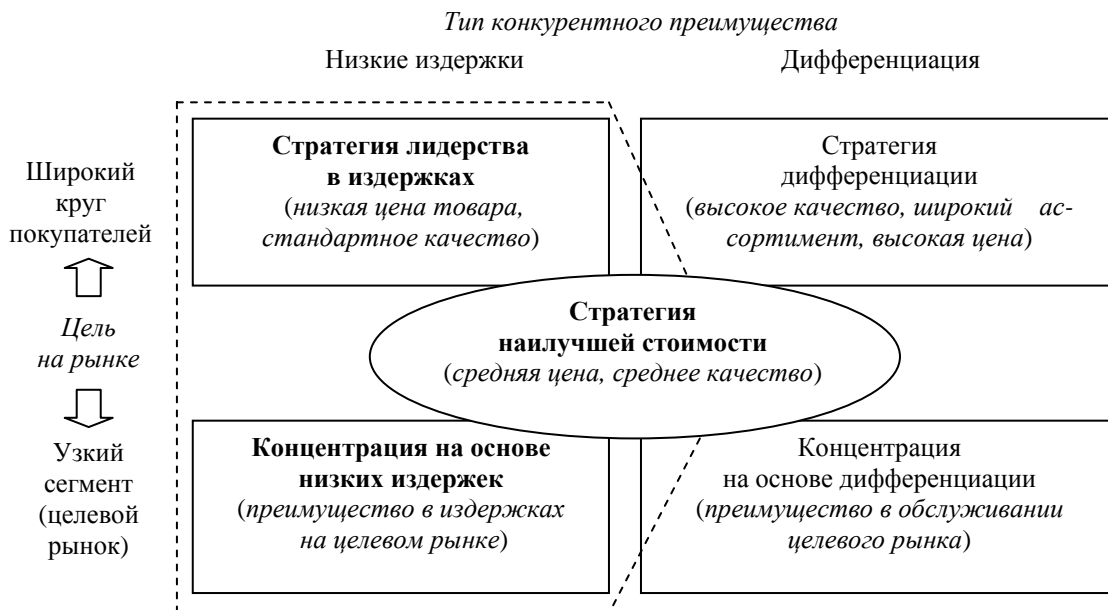 Тип конкурентного преимущества
Низкие издержки
Дифференциация
Широкий
круг
покупателей
Цель
на рынке
Узкий
сегмент
(целевой
рынок)
Стратегия лидерства
в издержках
(низкая цена товара,
стандартное качество)
Стратегия
дифференциации
(высокое качество, широкий ас-
сортимент, высокая цена)
Стратегия
наилучшей стоимости
(средняя цена, среднее качество)
Концентрация на основе
низких издержек
(преимущество в издержках
на целевом рынке)
Концентрация
на основе дифференциации
(преимущество в обслуживании
целевого рынка)